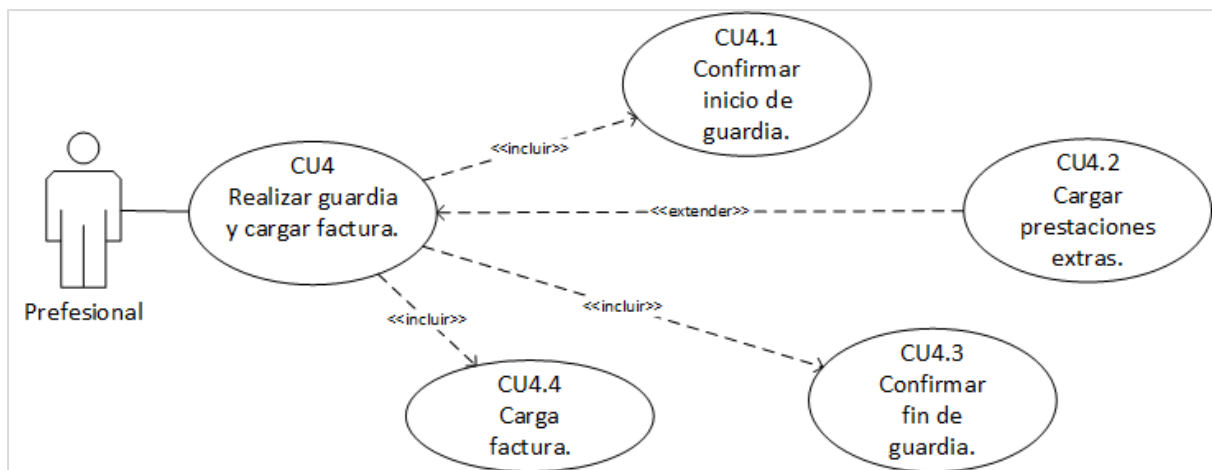 CU4.1
Confirmar
inicio de
guardia.
<<incluir>>
CU4
Realizar guardia
y cargar factura.
<<extender>>
CU4.2
Cargar
prestaciones
extras.
Prefesional
<<incluir>>
<<incluir>>
CU4.3
Confirmar
fin de
guardia.
CU4.4
Carga
factura.